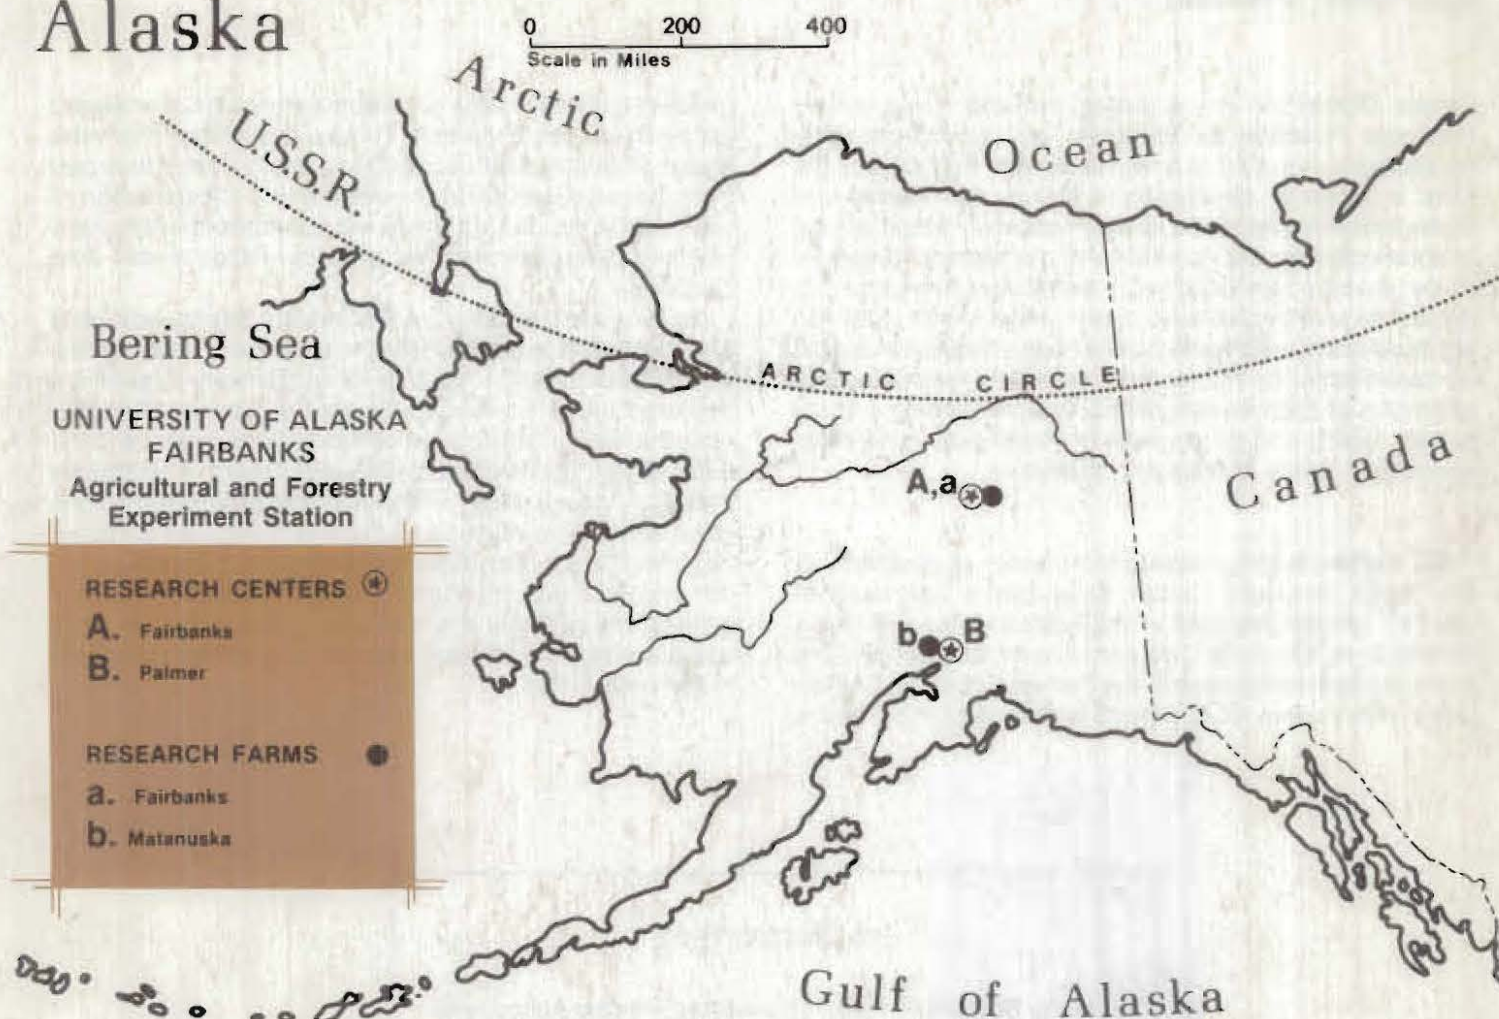 Alaska
0 200 400
Scale in Miles
Arctic Ocean
U.S.S.R.
Bering Sea
ARCTIC CIRCLE
UNIVERSITY OF ALASKA
FAIRBANKS
Agricultural and Forestry
Experiment Station
Canada
A,a
RESEARCH CENTERS
A. Fairbanks
B. Palmer
b B
RESEARCH FARMS
a. Fairbanks
b. Matanuska
Gulf of Alaska